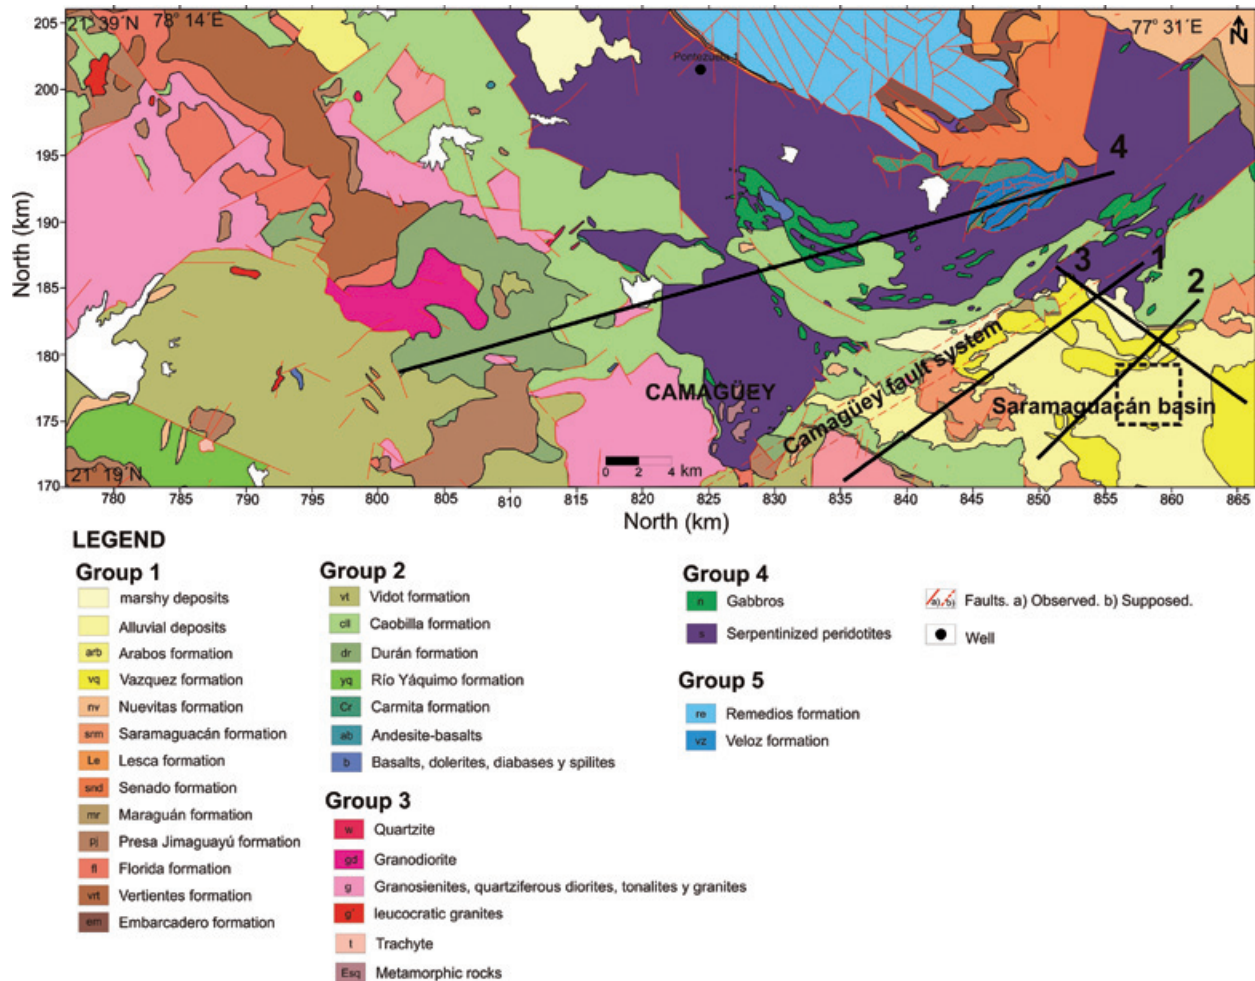 205
21° 39´N 78° 14´E
77° 31´E
N
Pontezuela 1
200
195
190
185
180
175
170
North (km)
4
3
1
2
CAMAGÜEY
Camagüey fault system
Saramaguacán basin
0 2 4 km
21° 19´N
780 785 790 795 800 805 810 815 820 825 830 835 840 845 850 855 860 865
North (km)
LEGEND
Group 1
marshy deposits
Alluvial deposits
arb Arabos formation
vq Vazquez formation
nv Nuevitas formation
srm Saramaguacán formation
Le Lesca formation
snd Senado formation
mr Maraguán formation
pj Presa Jimaguayú formation
fl Florida formation
vrt Vertientes formation
em Embarcadero formation
Group 2
vt Vidot formation
cll Caobilla formation
dr Durán formation
yq Río Yáquimo formation
Cr Carmita formation
ab Andesite-basalts
b Basalts, dolerites, diabases y spilites
Group 3
w Quartzite
gd Granodiorite
g Granosienites, quartziferous diorites, tonalites y granites
g´ leucocratic granites
t Trachyte
Esq Metamorphic rocks
Group 4
n Gabbros
s Serpentinized peridotites
Group 5
re Remedios formation
vz Veloz formation
a) b) Faults. a) Observed. b) Supposed.
Well